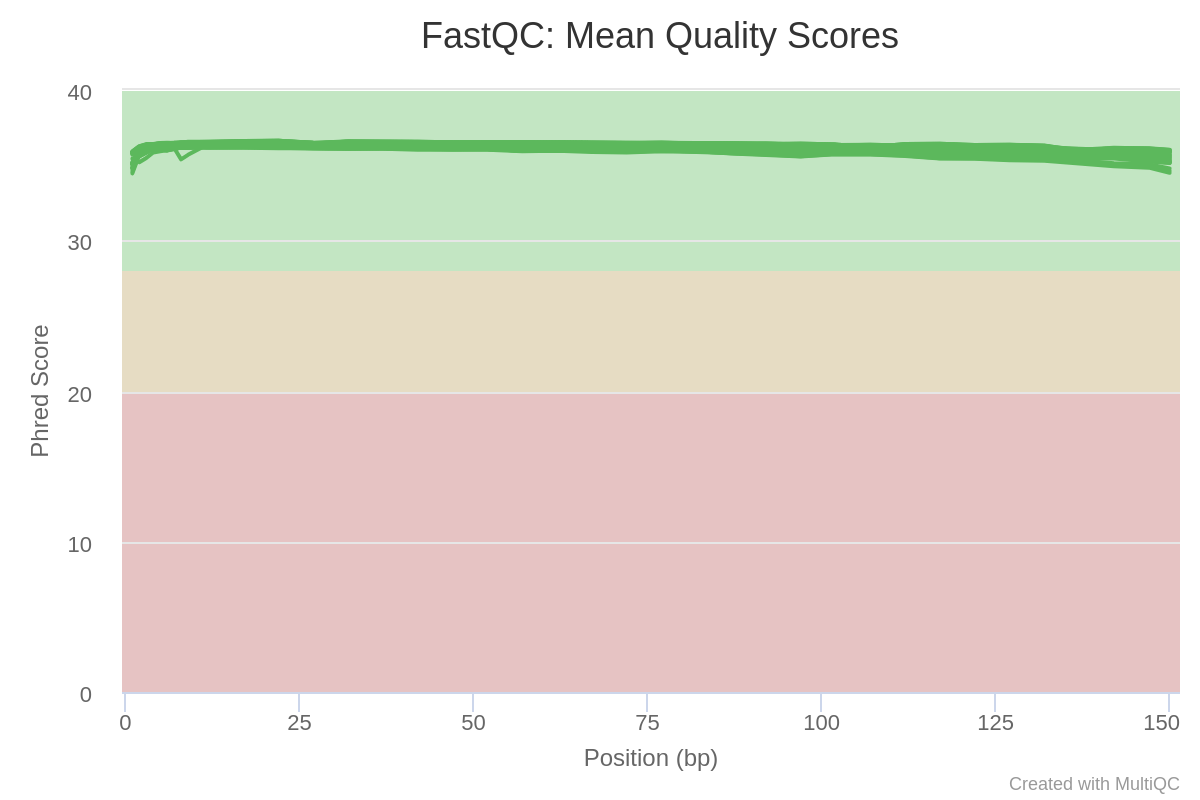 FastQC: Mean Quality Scores
40
30
20
10
0
Phred Score
0 25 50 75 100 125 150
Position (bp)
Created with MultiQC